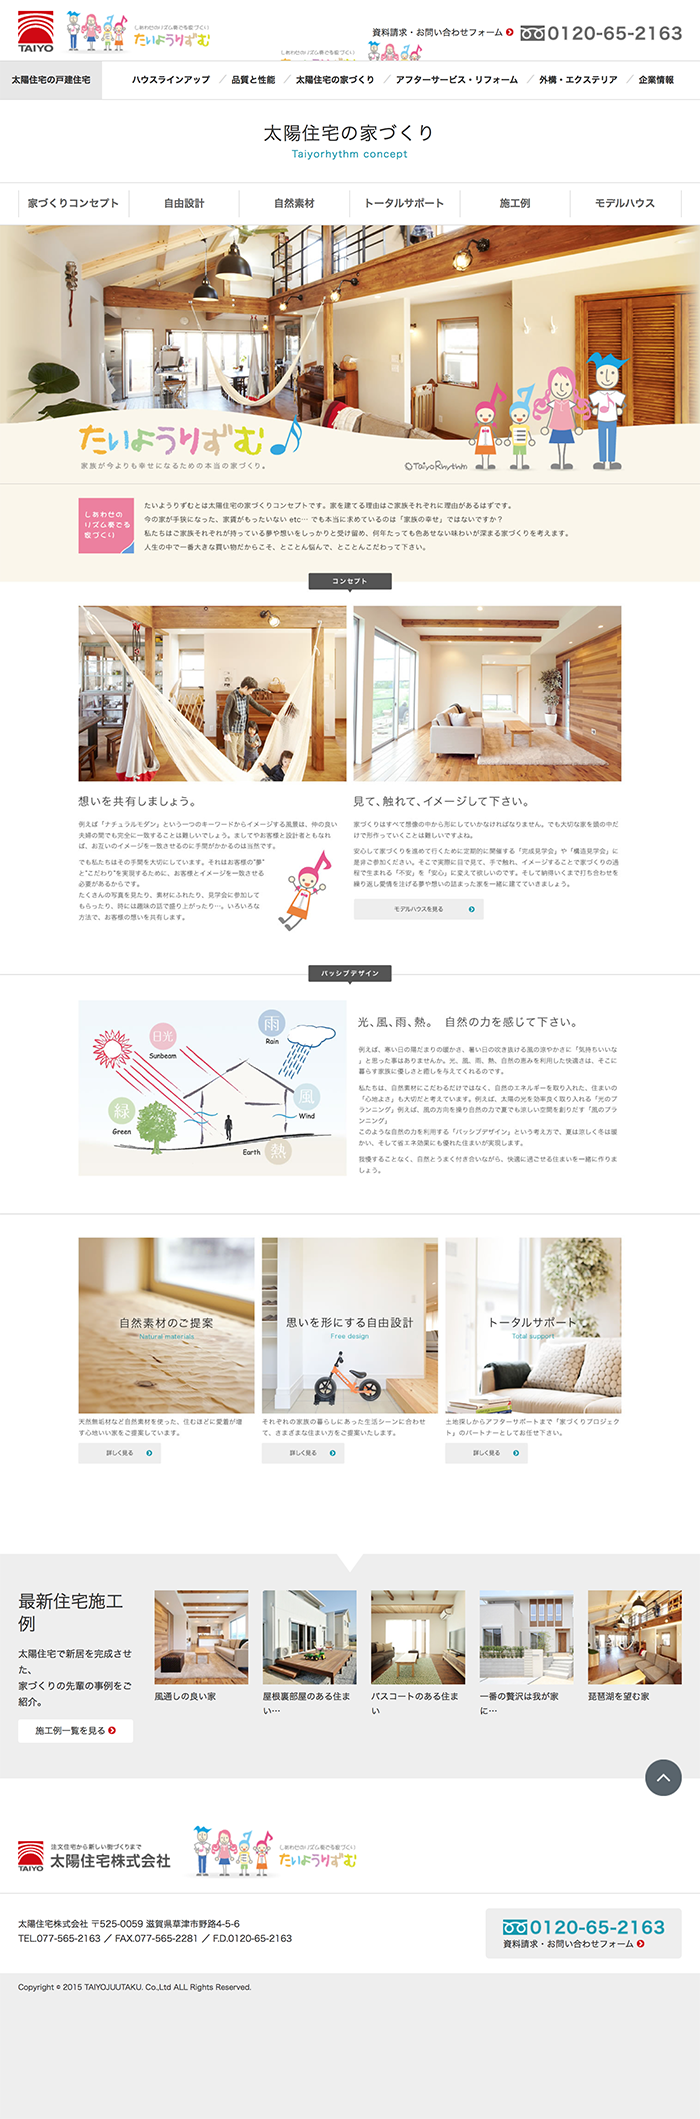 TAIYO
しあわせのリズム奏でる家づくり
たいようりずむ
資料請求・お問い合わせフォーム
0120-65-2163
太陽住宅の戸建住宅
ハウスラインアップ
品質と性能
太陽住宅の家づくり
アフターサービス・リフォーム
外構・エクステリア
企業情報
太陽住宅の家づくり
Taiyorhythm concept
家づくりコンセプト
自由設計
自然素材
トータルサポート
施工例
モデルハウス
たいようりずむ
家族が今よりも幸せになるための本当の家づくり。
©TaiyoRhythm
しあわせの
リズム奏でる
家づくり
たいようりずむとは太陽住宅の家づくりコンセプトです。家を建てる理由はご家族それぞれに理由があるはずです。
今の家が手狭になった、家賃がもったいない etc… でも本当に求めているのは「家族の幸せ」ではないですか？
私たちはご家族それぞれが持っている夢や想いをしっかりと受け留め、何年たっても色あせない味わいが深まる家づくりを考えます。
人生の中で一番大きな買い物だからこそ、とことん悩んで、とことんこだわって下さい。
コンセプト
想いを共有しましょう。
例えば「ナチュラルモダン」という一つのキーワードからイメージする風景は、仲の良い
夫婦の間でも完全に一致することは難しいでしょう。ましてやお客様と設計者ともなれ
ば、お互いのイメージを一致させるのに手間がかかるのは当然です。
でも私たちはその手間を大切にしています。それはお客様の“夢”
と“こだわり”を実現するために、お客様とイメージを一致させる
必要があるからです。
たくさんの写真を見たり、素材にふれたり、見学会に参加して
もらったり、時には趣味の話で盛り上がったり…。いろいろな
方法で、お客様の想いを共有します。
見て、触れて、イメージして下さい。
家づくりはすべて想像の中から形にしていかなければなりません。でも大切な家を頭の中だ
けで形作っていくことは難しいですよね。
安心して家づくりを進めて行くために定期的に開催する「完成見学会」や「構造見学会」に
是非ご参加ください。そこで実際に目で見て、手で触れ、イメージすることで家づくりの過
程で生まれる「不安」を「安心」に変えて欲しいのです。そして納得いくまで打ち合わせを
繰り返し愛情を注げる夢や想いの詰まった家を一緒に建てていきましょう。
モデルハウスを見る
パッシブデザイン
日光
Sunbeam
雨
Rain
風
Wind
緑
Green
Earth
熱
光、風、雨、熱。 自然の力を感じて下さい。
例えば、寒い日の陽だまりの暖かさ、暑い日の吹き抜ける風の涼やかさに「気持ちいいな
」と思った事はありませんか。光、風、雨、熱、自然の恵みを利用した快適さは、そこに
暮らす家族に優しさと癒しを与えてくれるのです。
私たちは、自然素材にこだわるだけではなく、自然のエネルギーを取り入れた、住まいの
「心地よさ」も大切だと考えています。例えば、太陽の光を効率良く取り入れる「光のプ
ランニング」例えば、風の方向を操り自然の力で夏でも涼しい空間を創りだす「風のプラ
ンニング」
このような自然の力を利用する「パッシブデザイン」という考え方で、夏は涼しく冬は暖
かい、そして省エネ効果にも優れた住まいが実現します。
我慢することなく、自然とうまく付き合いながら、快適に過ごせる住まいを一緒に作りま
しょう。
自然素材のご提案
Natural materials
思いを形にする自由設計
Free design
トータルサポート
Total support
天然無垢材など自然素材を使った、住むほどに愛着が増
す心地いい家をご提案しています。
詳しく見る
それぞれの家族の暮らしにあった生活シーンに合わせ
て、さまざまな住まい方をご提案いたします。
詳しく見る
土地探しからアフターサポートまで「家づくりプロジェク
ト」のパートナーとしてお任せ下さい。
詳しく見る
最新住宅施工
例
太陽住宅で新居を完成させ
た、
家づくりの先輩の事例をご
紹介。
施工例一覧を見る
風通しの良い家
屋根裏部屋のある住ま
い…
バスコートのある住ま
い
一番の贅沢は我が家
に…
琵琶湖を望む家
TAIYO
注文住宅から新しい街づくりまで
太陽住宅株式会社
しあわせのリズム奏でる家づくり
たいようりずむ
太陽住宅株式会社 〒525-0059 滋賀県草津市野路4-5-6
TEL.077-565-2163 ／ FAX.077-565-2281 ／ F.D.0120-65-2163
0120-65-2163
資料請求・お問い合わせフォーム
Copyright © 2015 TAIYOJUUTAKU. Co.,Ltd ALL Rights Reserved.